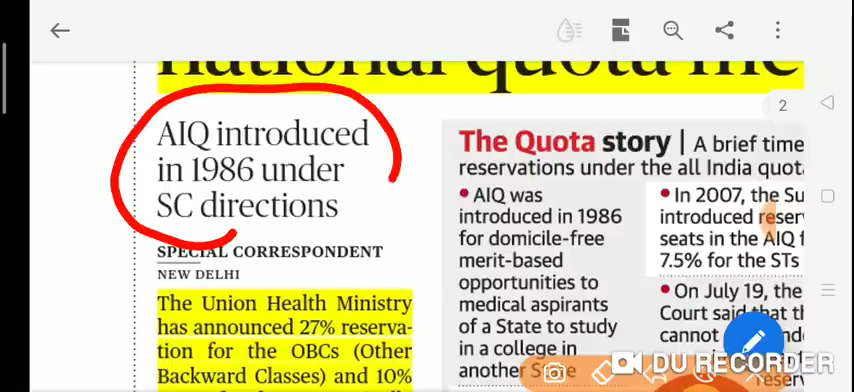 national quota me
2
AIQ introduced
in 1986 under
SC directions
SPECIAL CORRESPONDENT
NEW DELHI
The Union Health Ministry
has announced 27% reserva-
tion for the OBCs (Other
Backward Classes) and 10%
The Quota story | A brief time
reservations under the all India quot
• AIQ was
introduced in 1986
for domicile-free
merit-based
opportunities to
medical aspirants
of a State to study
in a college in
another State
• In 2007, the Su
introduced reser
seats in the AIQ f
7.5% for the STs
• On July 19, the
Court said that th
cannot
reserv
DU RECORDER